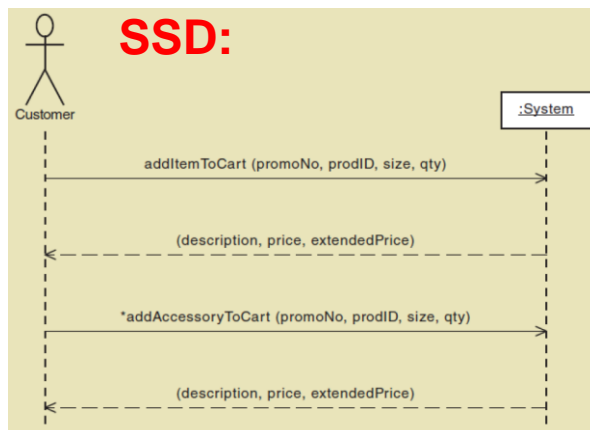 SSD:
Customer
:System
addItemToCart (promoNo, prodID, size, qty)
(description, price, extendedPrice)
*addAccessoryToCart (promoNo, prodID, size, qty)
(description, price, extendedPrice)